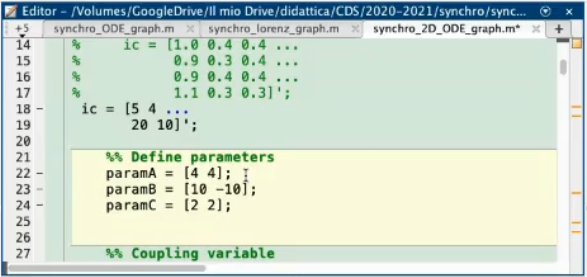 Editor - /Volumes/GoogleDrive/Il mio Drive/didattica/CDS/2020-2021/synchro/sync...
+5 synchro_ODE_graph.m × synchro_lorenz_graph.m × synchro_2D_ODE_graph.m* × +
14 % ic = [1.0 0.4 0.4 ...
15 % 0.9 0.3 0.4 ...
16 % 0.9 0.4 0.4 ...
17 % 1.1 0.3 0.3]';
18 - ic = [5 4 ...
19 20 10]';
20
21 %% Define parameters
22 - paramA = [4 4];
23 - paramB = [10 -10];
24 - paramC = [2 2];
25
26
27 %% Coupling variable